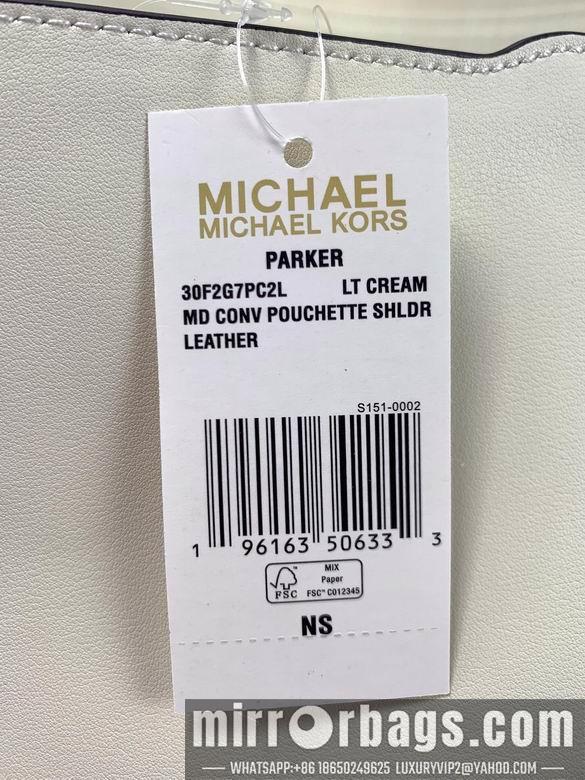 MICHAEL
MICHAEL KORS
PARKER
30F2G7PC2L LT CREAM
MD CONV POUCHETTE SHLDR
LEATHER
S151-0002
1 96163 50633 3
FSC™
MIX
Paper
FSC™ C012345
NS
mirrorbags.com
WHATSAPP:+86 18650249625 LUXURYVIP2@YAHOO.COM